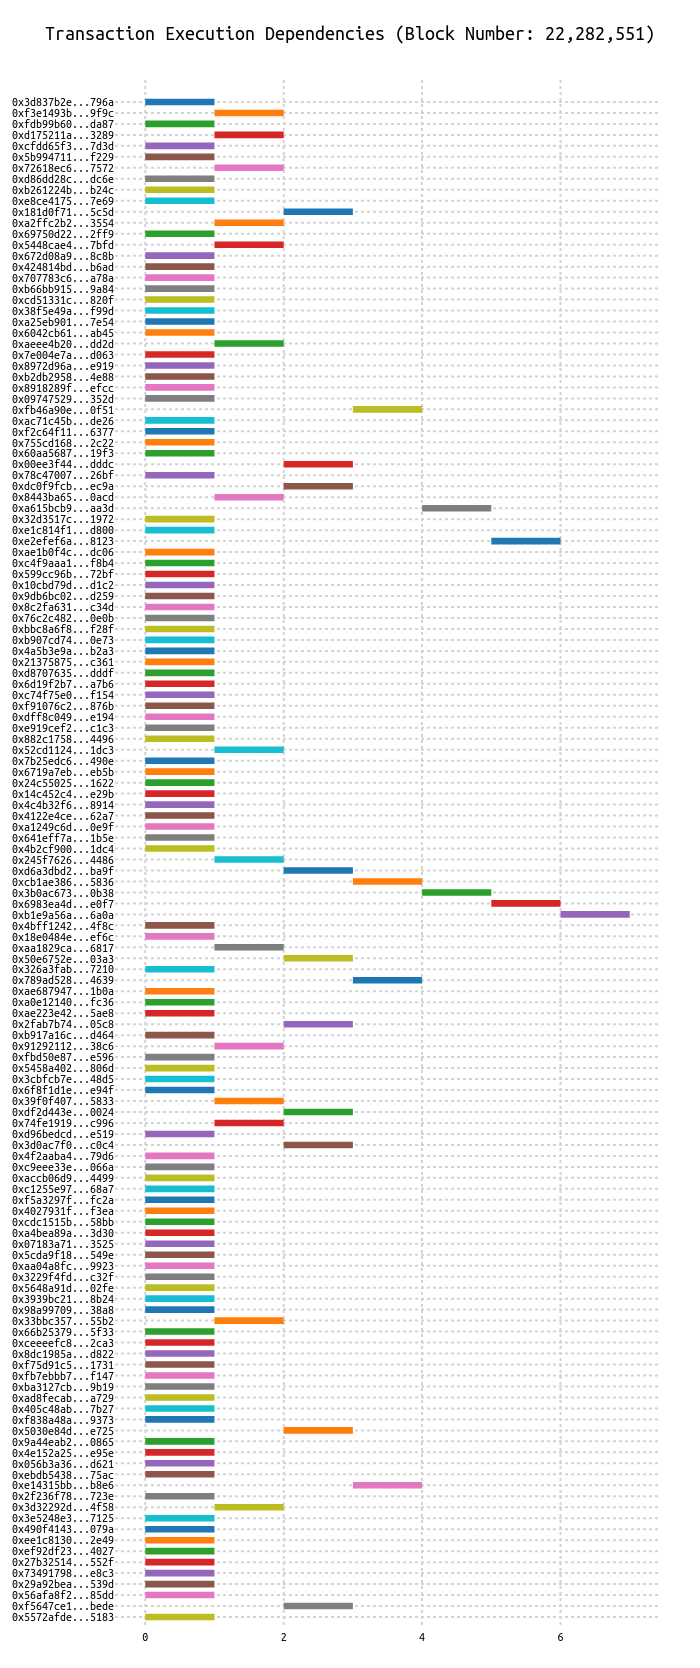 Transaction Execution Dependencies (Block Number: 22,282,551)
0x3d837b2e...796a
0xf3e1493b...9f9c
0xfdb99b60...da87
0xd175211a...3289
0xcfdd65f3...7d3d
0x5b994711...f229
0x72618ec6...7572
0xd86dd28c...dc6e
0xb261224b...b24c
0xe8ce4175...7e69
0x181d0f71...5c5d
0xa2ffc2b2...3554
0x69750d22...2ff9
0x5448cae4...7bfd
0x672d08a9...8c8b
0x424814bd...b6ad
0x707783c6...a78a
0xb66bb915...9a84
0xcd51331c...820f
0x38f5e49a...f99d
0xa25eb901...7e54
0x6042cb61...ab45
0xaeee4b20...dd2d
0x7e004e7a...d063
0x8972d96a...e919
0xb2db2958...4e88
0x8918289f...efcc
0x09747529...352d
0xfb46a90e...0f51
0xac71c45b...de26
0xf2c64f11...6377
0x755cd168...2c22
0x60aa5687...19f3
0x00ee3f44...dddc
0x78c47007...26bf
0xdc0f9fcb...ec9a
0x8443ba65...0acd
0xa615bcb9...aa3d
0x32d3517c...1972
0xe1c814f1...d800
0xe2efef6a...8123
0xae1b0f4c...dc06
0xc4f9aaa1...f8b4
0x599cc96b...72bf
0x10cbd79d...d1c2
0x9db6bc02...d259
0x8c2fa631...c34d
0x76c2c482...0e0b
0xbbc8a6f8...f28f
0xb907cd74...0e73
0x4a5b3e9a...b2a3
0x21375875...c361
0xd8707635...dddf
0x6d19f2b7...a7b6
0xc74f75e0...f154
0xf91076c2...876b
0xdff8c049...e194
0xe919cef2...c1c3
0x882c1758...4496
0x52cd1124...1dc3
0x7b25edc6...490e
0x6719a7eb...eb5b
0x24c55025...1622
0x14c452c4...e29b
0x4c4b32f6...8914
0x4122e4ce...62a7
0xa1249c6d...0e9f
0x641eff7a...1b5e
0x4b2cf900...1dc4
0x245f7626...4486
0xd6a3dbd2...ba9f
0xcb1ae386...5836
0x3b0ac673...0b38
0x6983ea4d...e0f7
0xb1e9a56a...6a0a
0x4bff1242...4f8c
0x18e0484e...ef6c
0xaa1829ca...6817
0x50e6752e...03a3
0x326a3fab...7210
0x789ad528...4639
0xae687947...1b0a
0xa0e12140...fc36
0xae223e42...5ae8
0x2fab7b74...05c8
0xb917a16c...d464
0x91292112...38c6
0xfbd50e87...e596
0x5458a402...806d
0x3cbfcb7e...48d5
0x6f8f1d1e...e94f
0x39f0f407...5833
0xdf2d443e...0024
0x74fe1919...c996
0xd96bedcd...e519
0x3d0ac7f0...c0c4
0x4f2aaba4...79d6
0xc9eee33e...066a
0xaccb06d9...4499
0xc1255e97...68a7
0xf5a3297f...fc2a
0x4027931f...f3ea
0xcdc1515b...58bb
0xa4bea89a...3d30
0x07183a71...3525
0x5cda9f18...549e
0xaa04a8fc...9923
0x3229f4fd...c32f
0x5648a91d...02fe
0x3939bc21...8b24
0x98a99709...38a8
0x33bbc357...55b2
0x66b25379...5f33
0xceeeefc8...2ca3
0x8dc1985a...d822
0xf75d91c5...1731
0xfb7ebbb7...f147
0xba3127cb...9b19
0xad8fecab...a729
0x405c48ab...7b27
0xf838a48a...9373
0x5030e84d...e725
0x9a44eab2...0865
0x4e152a25...e95e
0x056b3a36...d621
0xebdb5438...75ac
0xe14315bb...b8e6
0x2f236f78...723e
0x3d32292d...4f58
0x3e5248e3...7125
0x490f4143...079a
0xee1c8130...2e49
0xef92df23...4027
0x27b32514...552f
0x73491798...e8c3
0x29a92bea...539d
0x56afa8f2...85dd
0xf5647ce1...bede
0x5572afde...5183
0 2 4 6